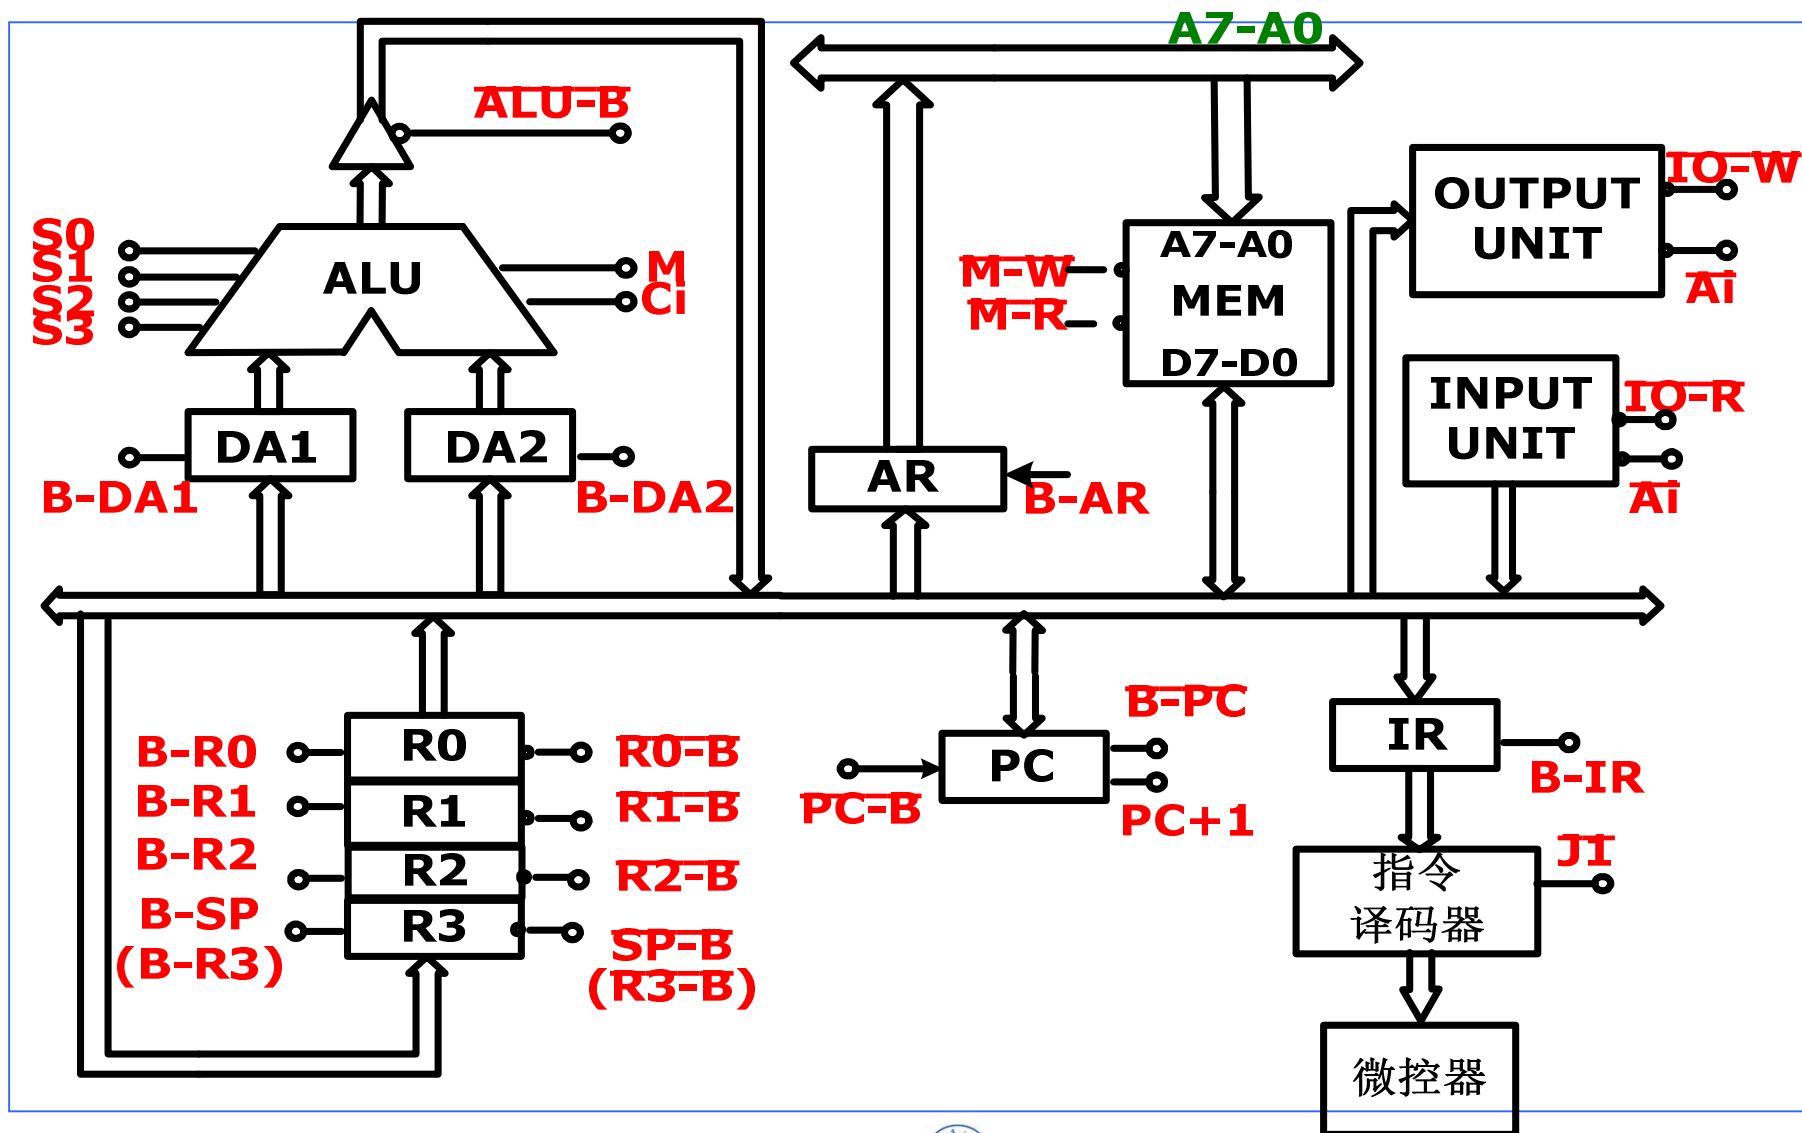 A7-A0
ALU-B
S0
S1
S2
S3
ALU
M
Ci
DA1
DA2
B-DA1
B-DA2
AR
B-AR
M-W
M-R
A7-A0
MEM
D7-D0
OUTPUT
UNIT
IO-W
Ai
INPUT
UNIT
IO-R
Ai
B-R0
B-R1
B-R2
B-SP
(B-R3)
R0
R1
R2
R3
R0-B
R1-B
R2-B
SP-B
(R3-B)
PC
PC-B
B-PC
PC+1
IR
B-IR
指令
译码器
JI
微控器